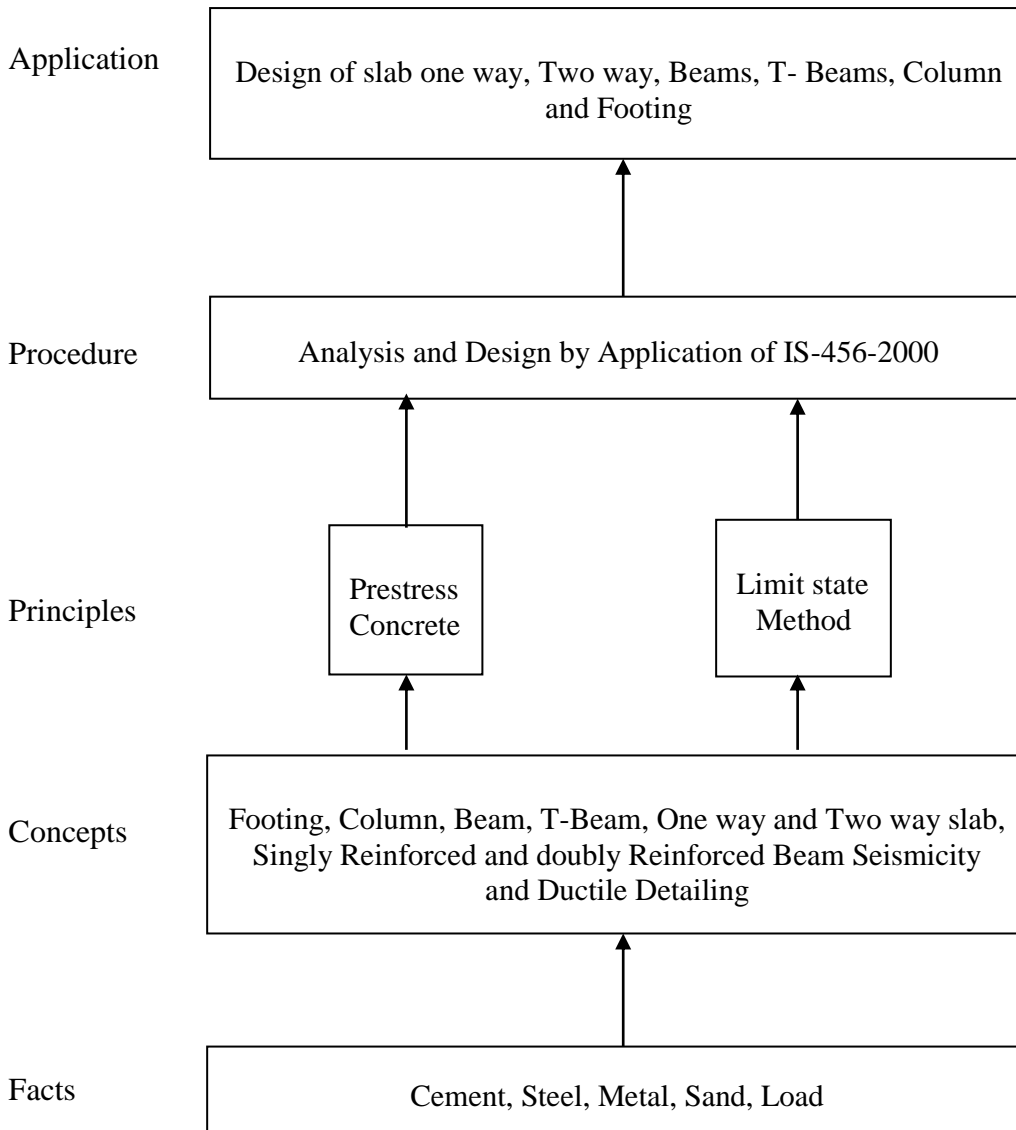 Application
Design of slab one way, Two way, Beams, T- Beams, Column
and Footing
Procedure
Analysis and Design by Application of IS-456-2000
Principles
Prestress
Concrete
Limit state
Method
Concepts
Footing, Column, Beam, T-Beam, One way and Two way slab,
Singly Reinforced and doubly Reinforced Beam Seismicity
and Ductile Detailing
Facts
Cement, Steel, Metal, Sand, Load